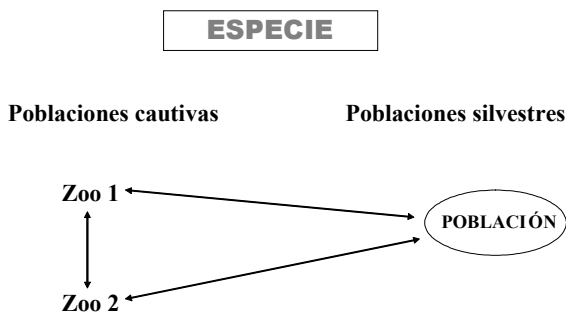 ESPECIE
Poblaciones cautivas
Poblaciones silvestres
Zoo 1
POBLACIÓN
Zoo 2